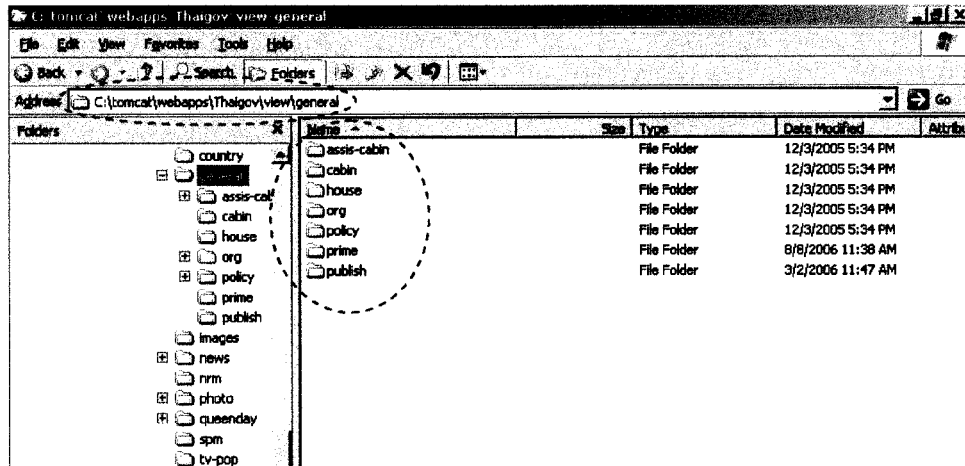 C: tomcat webapps Thaigov view general
File Edit View Favorites Tools Help
Back Search Folders
Address C:\tomcat\webapps\Thaigov\view\general Go
Folders X
country
assis-cab
cabin
house
org
policy
prime
publish
images
news
nrm
photo
queenday
spm
tv-pop
Name Size Type Date Modified Attribu
assis-cabin File Folder 12/3/2005 5:34 PM
cabin File Folder 12/3/2005 5:34 PM
house File Folder 12/3/2005 5:34 PM
org File Folder 12/3/2005 5:34 PM
policy File Folder 12/3/2005 5:34 PM
prime File Folder 8/8/2006 11:38 AM
publish File Folder 3/2/2006 11:47 AM